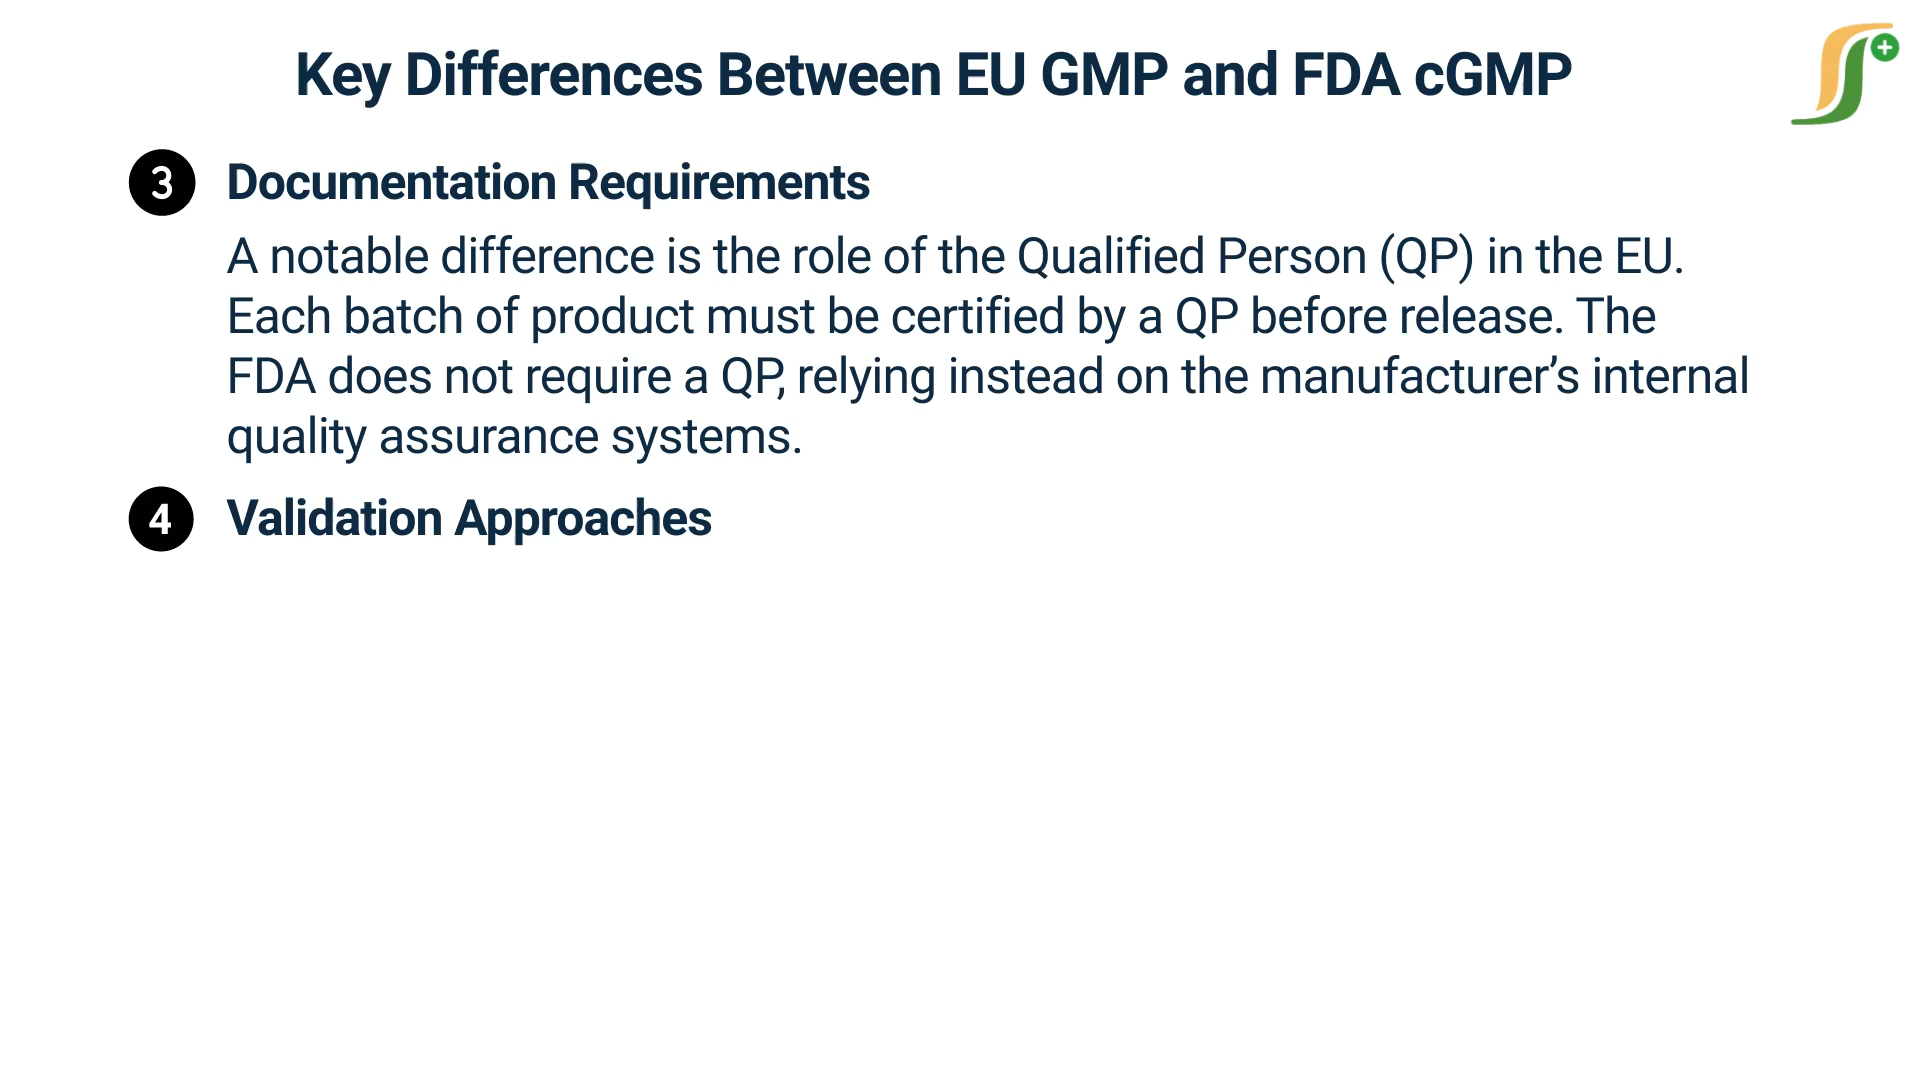 Key Differences Between EU GMP and FDA cGMP
3 Documentation Requirements
A notable difference is the role of the Qualified Person (QP) in the EU.
Each batch of product must be certified by a QP before release. The
FDA does not require a QP, relying instead on the manufacturer’s internal
quality assurance systems.
4 Validation Approaches